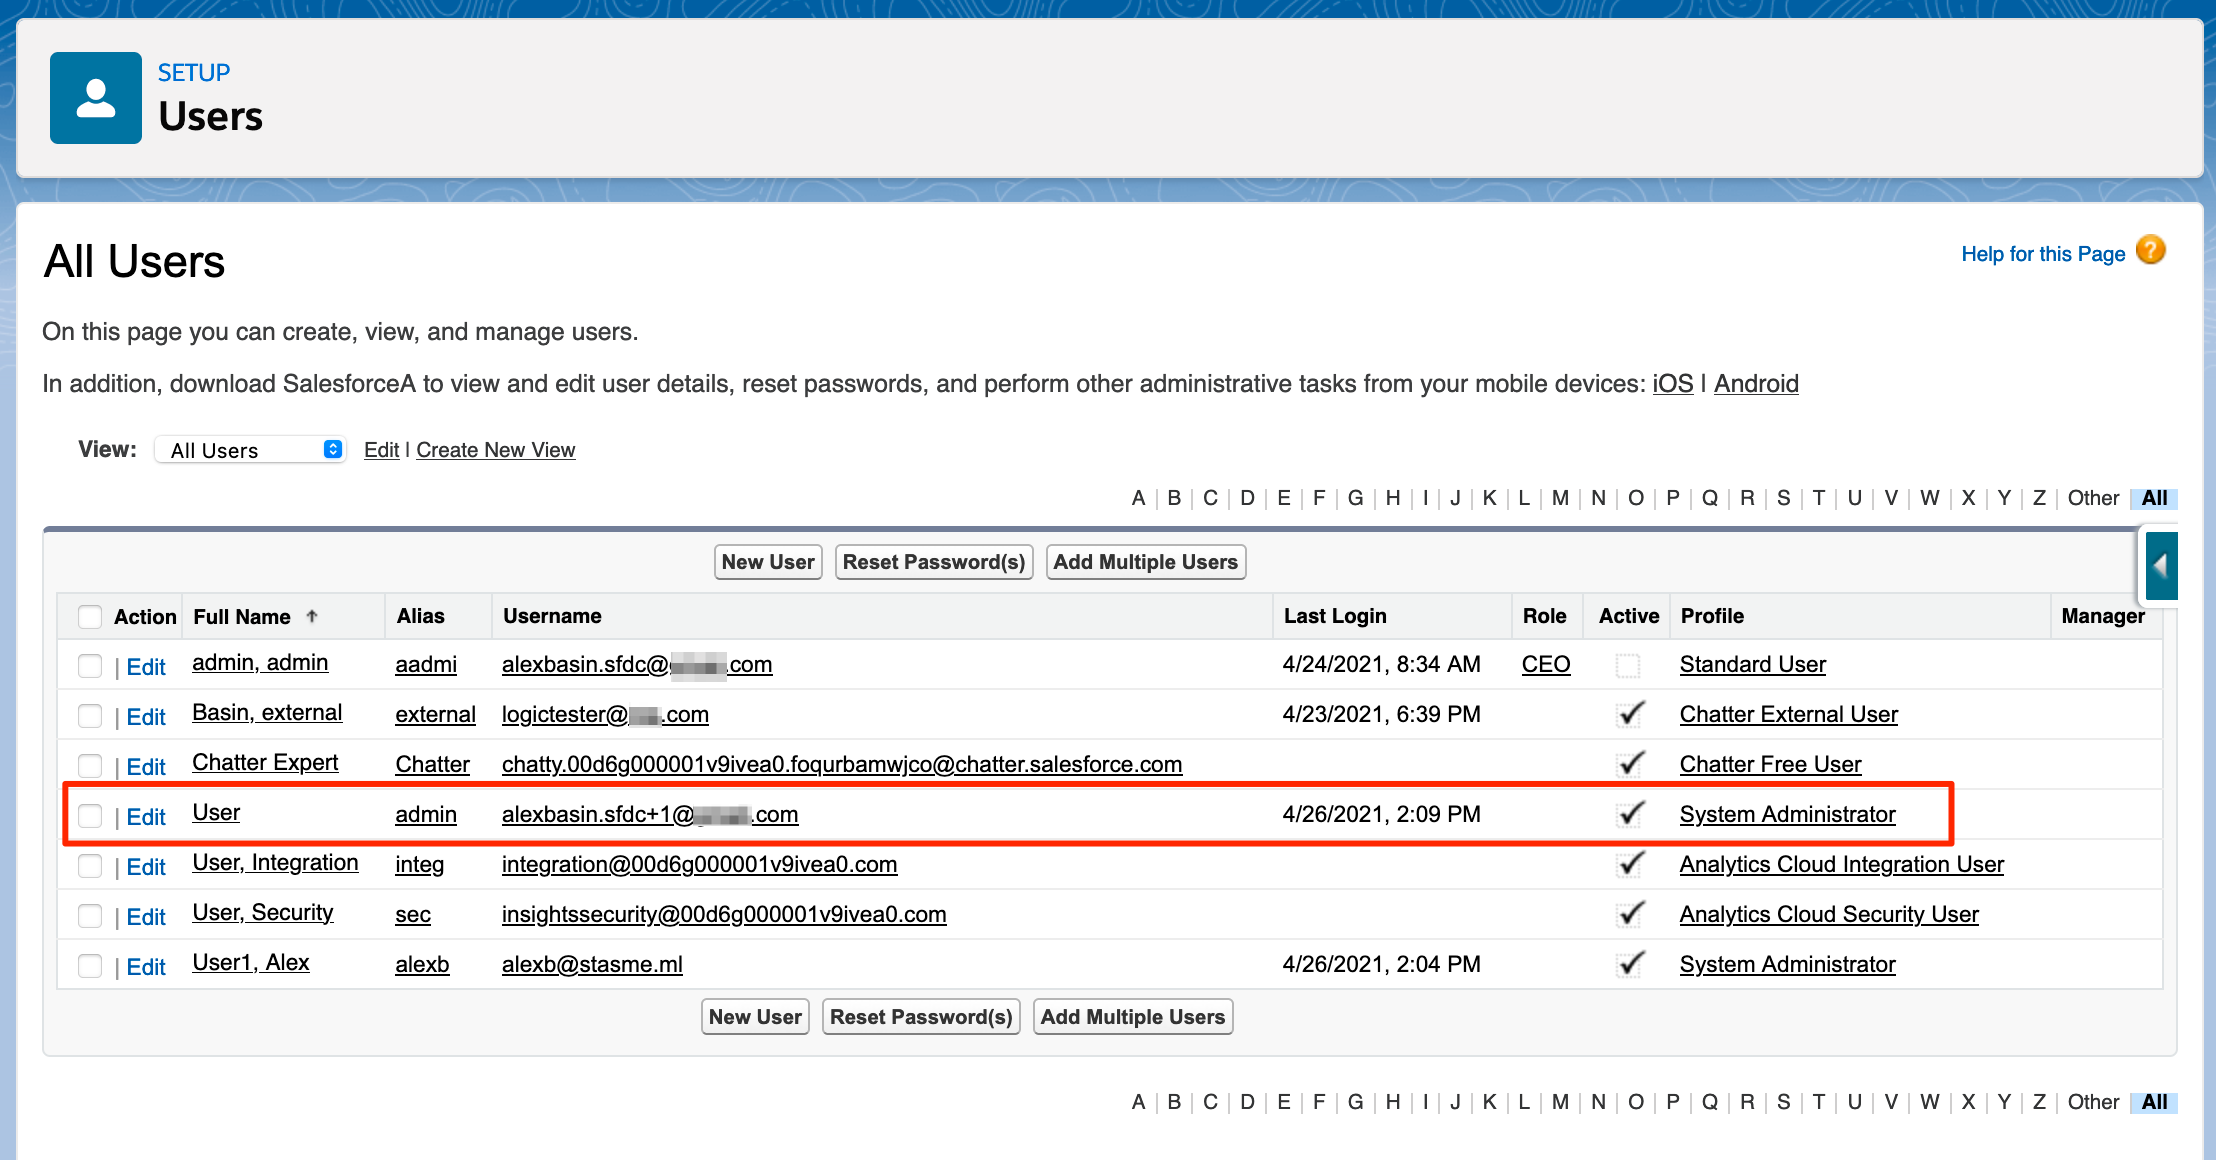 SETUP
Users
All Users
Help for this Page ?
On this page you can create, view, and manage users.
In addition, download SalesforceA to view and edit user details, reset passwords, and perform other administrative tasks from your mobile devices: iOS | Android
View: All Users Edit | Create New View
A | B | C | D | E | F | G | H | I | J | K | L | M | N | O | P | Q | R | S | T | U | V | W | X | Y | Z | Other | All
New User Reset Password(s) Add Multiple Users
Action Full Name ↑ Alias Username Last Login Role Active Profile Manager
| Edit admin, admin aadmi alexbasin.sfdc@ .com 4/24/2021, 8:34 AM CEO Standard User
| Edit Basin, external external logictester@ .com 4/23/2021, 6:39 PM Chatter External User
| Edit Chatter Expert Chatter chatty.00d6g000001v9ivea0.foqurbamwjco@chatter.salesforce.com Chatter Free User
| Edit User admin alexbasin.sfdc+1@ .com 4/26/2021, 2:09 PM System Administrator
| Edit User, Integration integ integration@00d6g000001v9ivea0.com Analytics Cloud Integration User
| Edit User, Security sec insightssecurity@00d6g000001v9ivea0.com Analytics Cloud Security User
| Edit User1, Alex alexb alexb@stasme.ml 4/26/2021, 2:04 PM System Administrator
New User Reset Password(s) Add Multiple Users
A | B | C | D | E | F | G | H | I | J | K | L | M | N | O | P | Q | R | S | T | U | V | W | X | Y | Z | Other | All